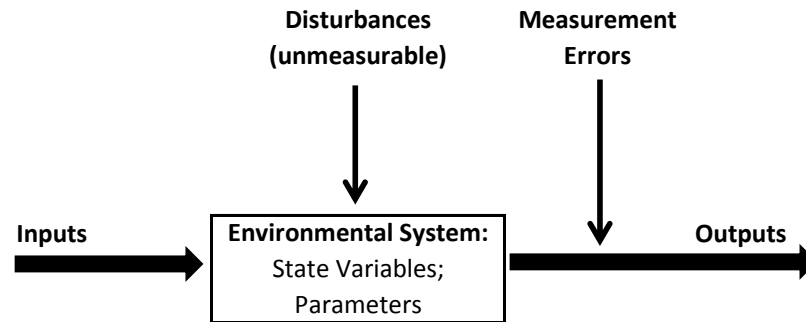 Disturbances
(unmeasurable)
Measurement
Errors
Inputs
Environmental System:
State Variables;
Parameters
Outputs